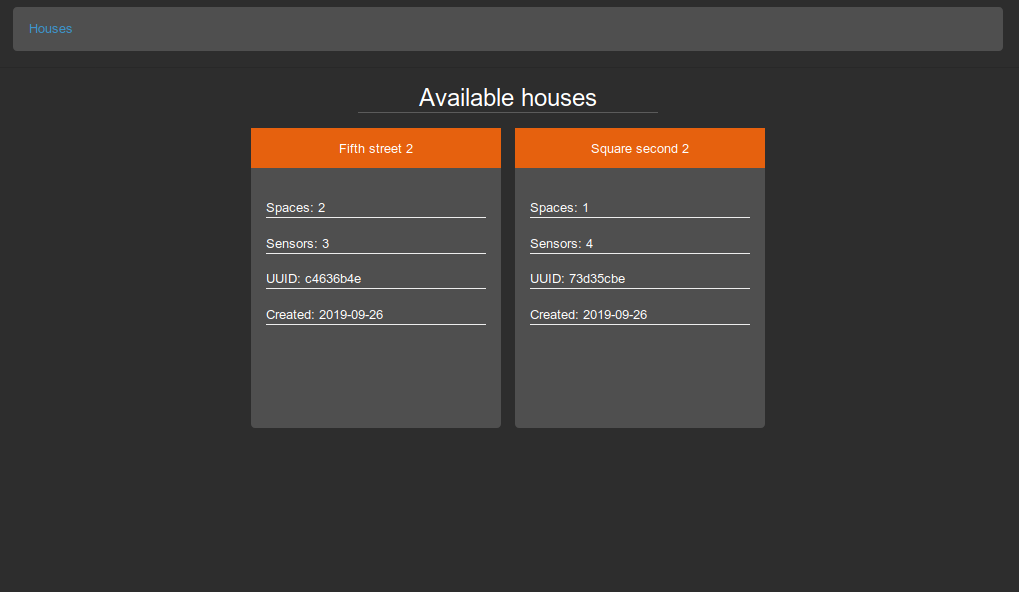 Houses
Available houses
Fifth street 2
Spaces: 2
Sensors: 3
UUID: c4636b4e
Created: 2019-09-26
Square second 2
Spaces: 1
Sensors: 4
UUID: 73d35cbe
Created: 2019-09-26